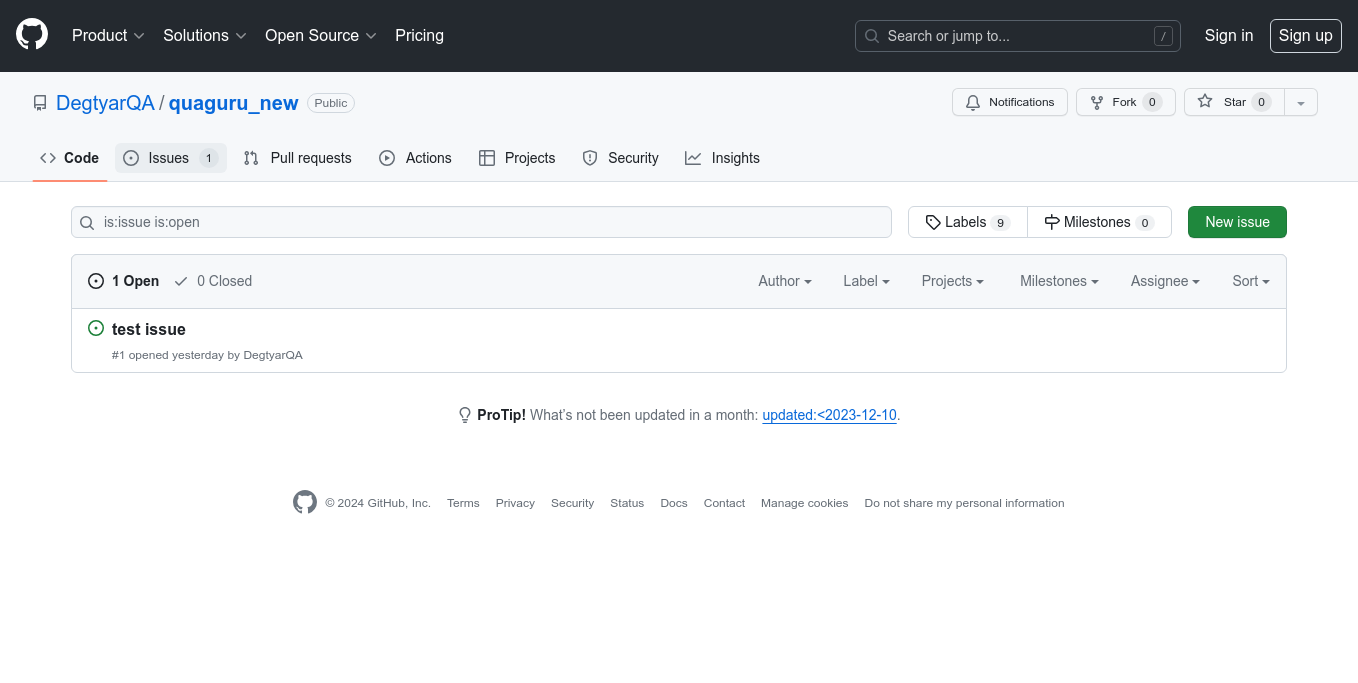 Product Solutions Open Source Pricing Search or jump to... / Sign in Sign up
DegtyarQA / quaguru_new Public Notifications Fork 0 Star 0
Code Issues 1 Pull requests Actions Projects Security Insights
is:issue is:open Labels 9 Milestones 0 New issue
1 Open 0 Closed Author Label Projects Milestones Assignee Sort
test issue
#1 opened yesterday by DegtyarQA
ProTip! What's not been updated in a month: updated:<2023-12-10.
© 2024 GitHub, Inc. Terms Privacy Security Status Docs Contact Manage cookies Do not share my personal information